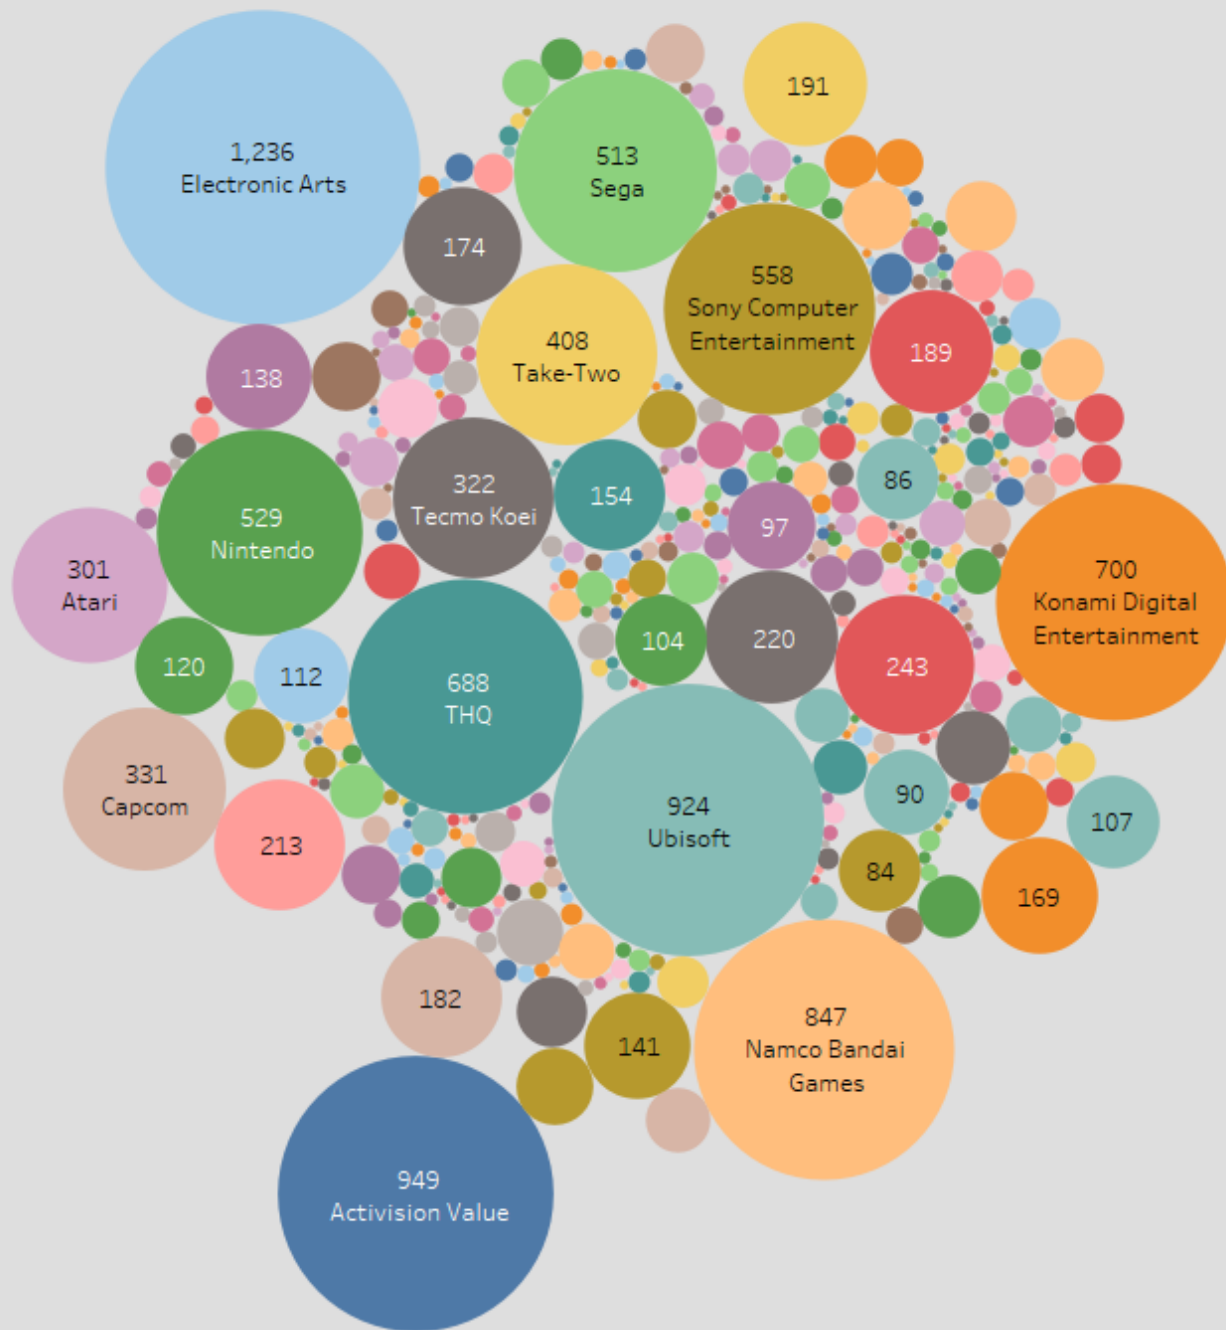 191
1,236
Electronic Arts
513
Sega
174
558
Sony Computer
Entertainment
408
Take-Two
189
138
322
Tecmo Koei
154
86
97
529
Nintendo
301
Atari
700
Konami Digital
Entertainment
120
112
104
220
243
688
THQ
331
Capcom
924
Ubisoft
90
107
213
84
169
182
141
847
Namco Bandai
Games
949
Activision Value